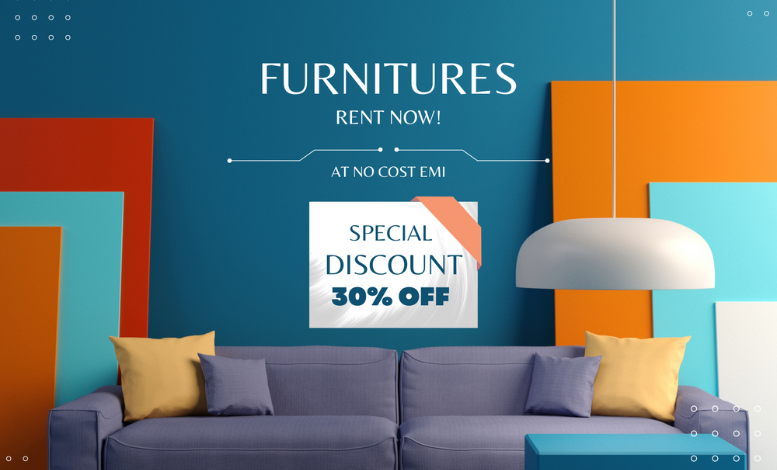 FURNITURES
RENT NOW!
AT NO COST EMI
SPECIAL
DISCOUNT
30% OFF